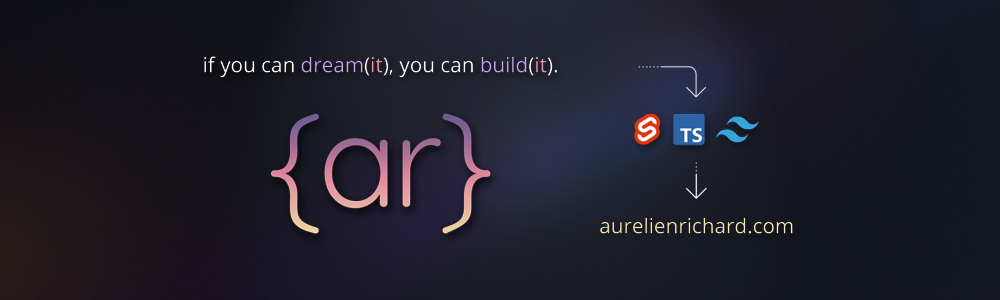 if you can dream(it), you can build(it).
{ar}
TS
aurelienrichard.com